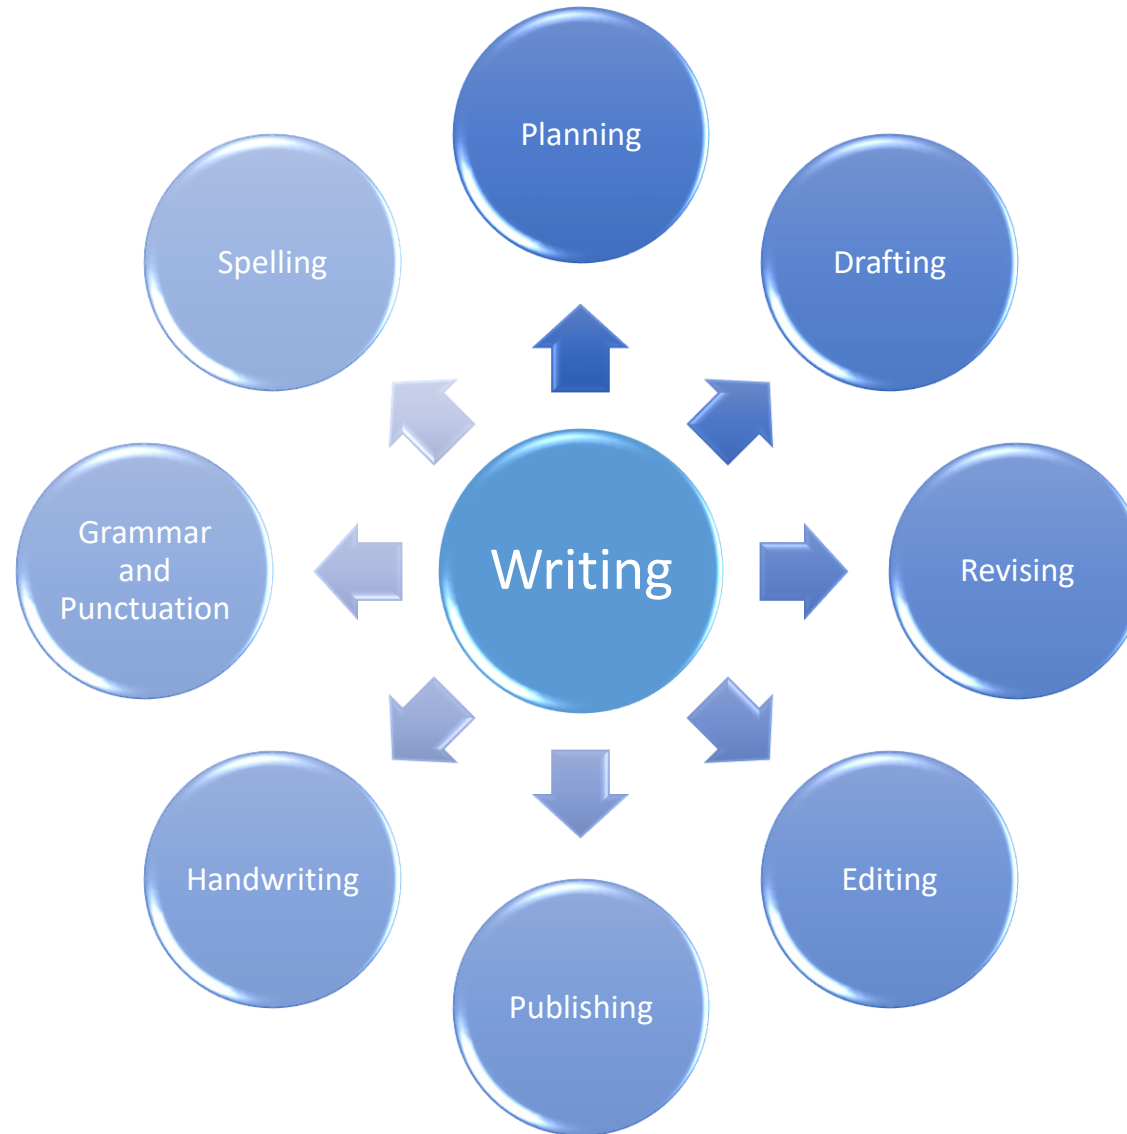 Planning
Spelling
Drafting
Grammar
and
Punctuation
Writing
Revising
Handwriting
Editing
Publishing